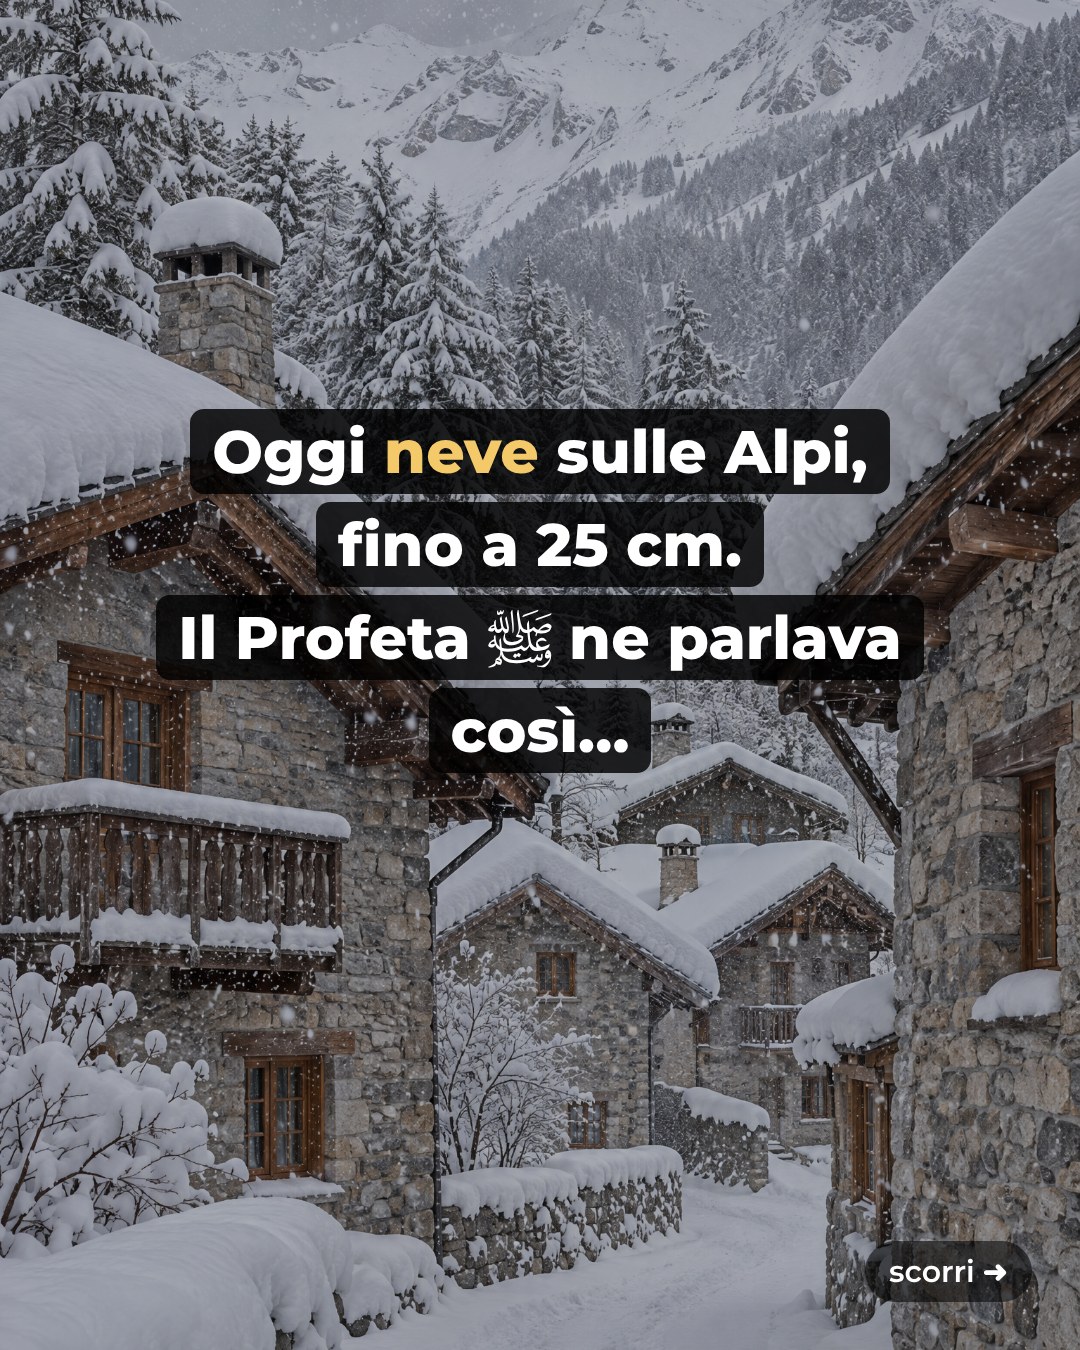 Oggi neve sulle Alpi,
fino a 25 cm.
Il Profeta ﷺ ne parlava
così...
scorri ➜